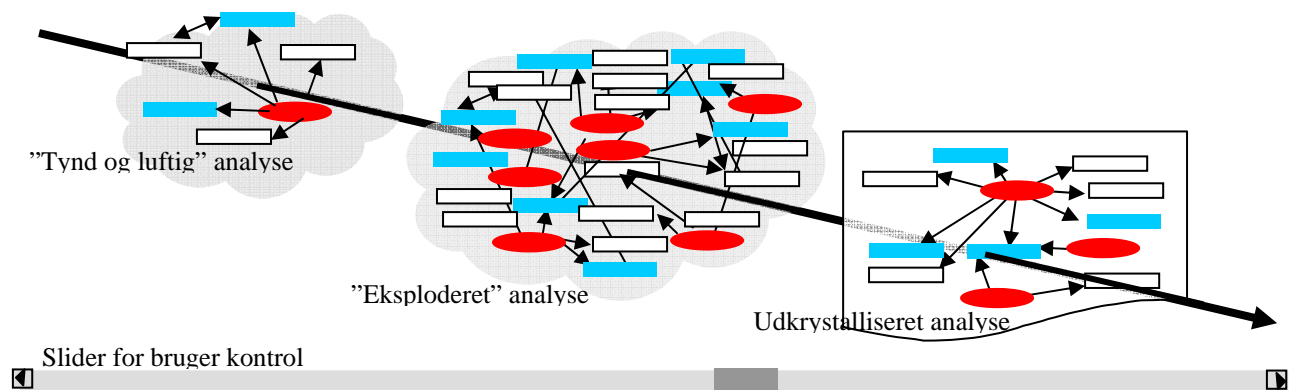 ”Tynd og luftig” analyse
”Eksploderet” analyse
Udkrystalliseret analyse
Slider for bruger kontrol